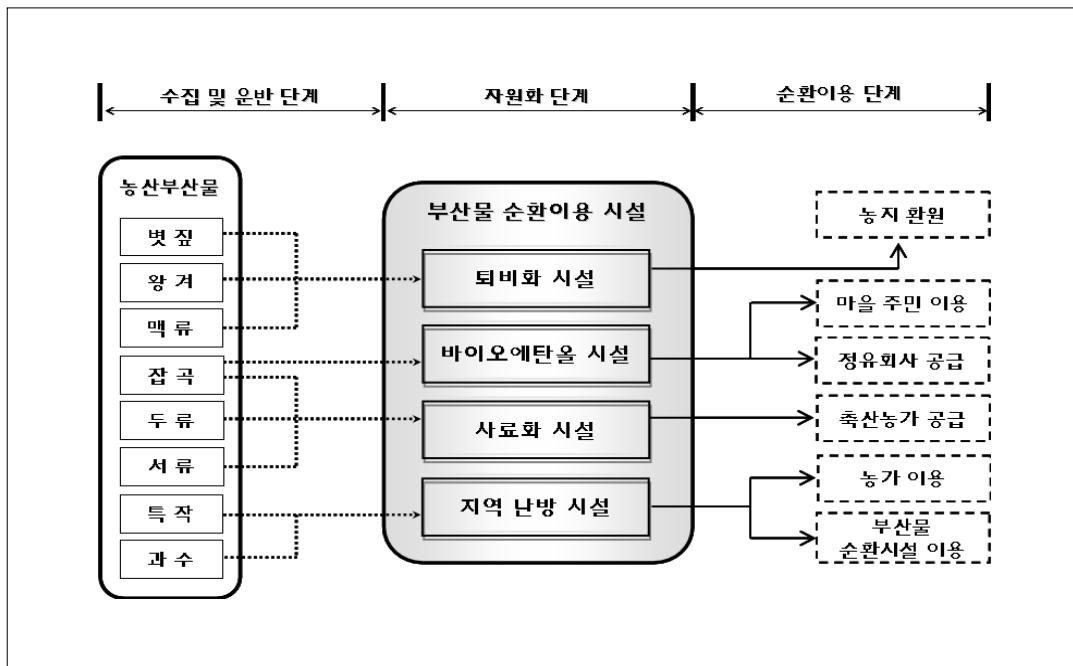 수집 및 운반 단계
자원화 단계
순환이용 단계
농산부산물
볏 짚
왕 겨
맥 류
잡 곡
두 류
서 류
특 작
과 수
부산물 순환이용 시설
퇴비화 시설
바이오에탄올 시설
사료화 시설
지역 난방 시설
농지 환원
마을 주민 이용
정유회사 공급
축산농가 공급
농가 이용
부산물
순환시설 이용